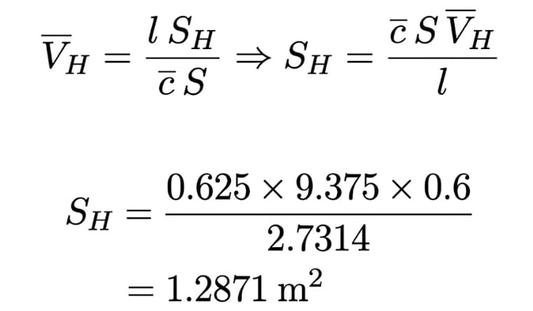 V̅_H = l S_H / c̅ S ⇒ S_H = c̅ S V̅_H / l
S_H = 0.625 × 9.375 × 0.6 / 2.7314
= 1.2871 m²